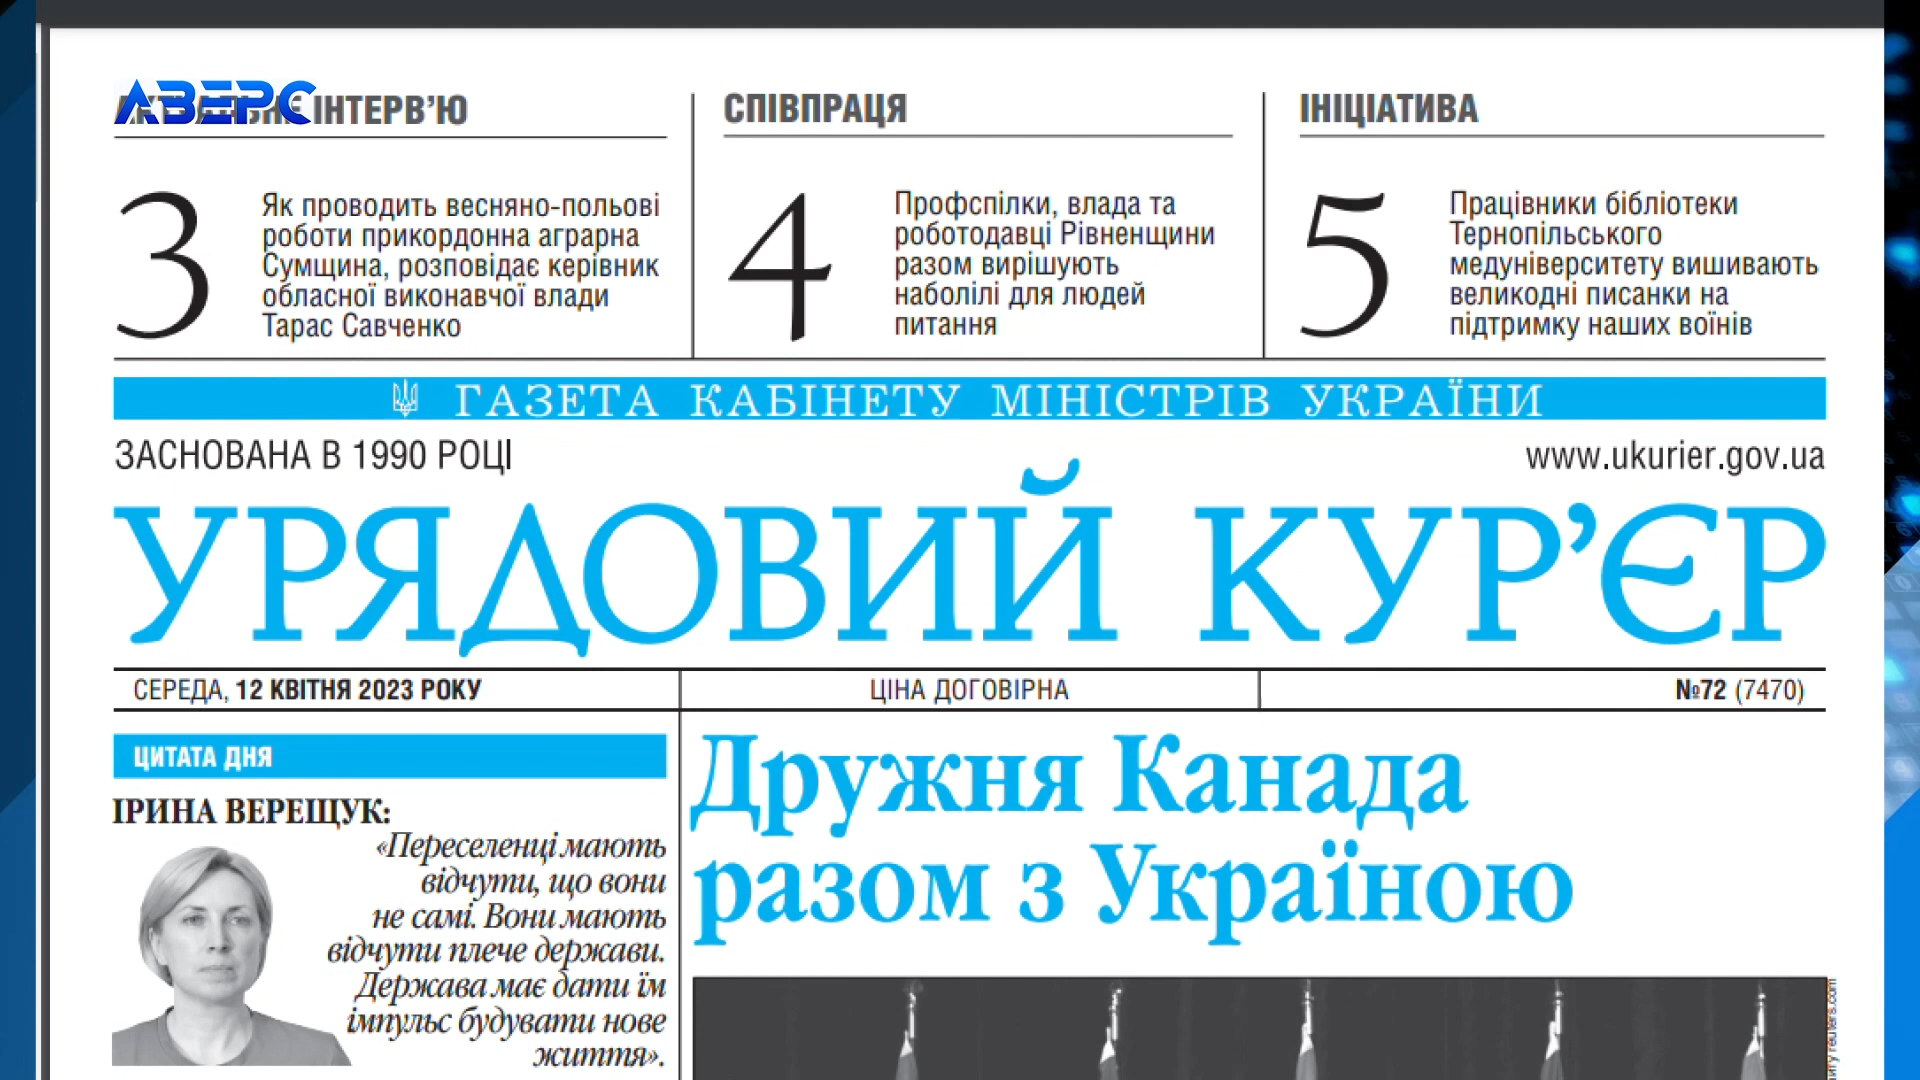 АВЕРС
ІНТЕРВ’Ю
3
Як проводить весняно-польові
роботи прикордонна аграрна
Сумщина, розповідає керівник
обласної виконавчої влади
Тарас Савченко
СПІВПРАЦЯ
4
Профспілки, влада та
роботодавці Рівненщини
разом вирішують
наболілі для людей
питання
ІНІЦІАТИВА
5
Працівники бібліотеки
Тернопільського
медуніверситету вишивають
великодні писанки на
підтримку наших воїнів
ГАЗЕТА КАБІНЕТУ МІНІСТРІВ УКРАЇНИ
ЗАСНОВАНА В 1990 РОЦІ
www.ukurier.gov.ua
УРЯДОВИЙ КУР’ЄР
СЕРЕДА, 12 КВІТНЯ 2023 РОКУ
ЦІНА ДОГОВІРНА
№72 (7470)
ЦИТАТА ДНЯ
ІРИНА ВЕРЕЩУК:
«Переселенці мають
відчути, що вони
не самі. Вони мають
відчути плече держави.
Держава має дати їм
імпульс будувати нове
життя».
Дружня Канада
разом з Україною
reuters.com